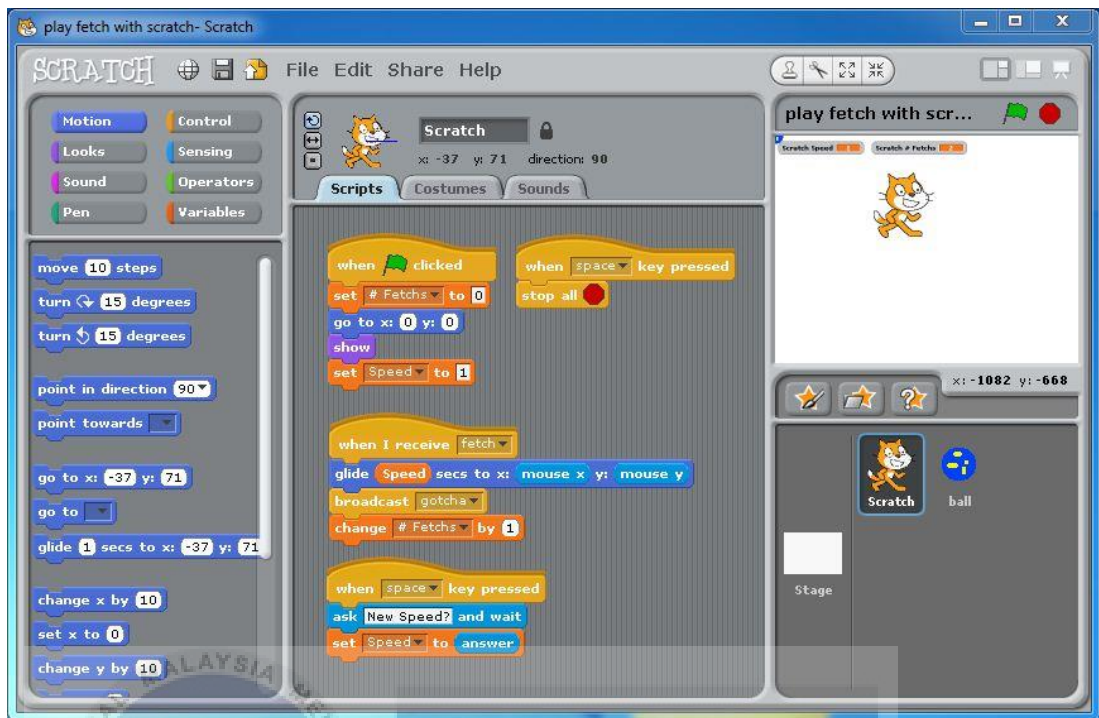 play fetch with scratch- Scratch
SCRATCH File Edit Share Help
Motion Control
Looks Sensing
Sound Operators
Pen Variables
move 10 steps
turn 15 degrees
turn 15 degrees
point in direction 90
point towards
go to x: -37 y: 71
go to
glide 1 secs to x: -37 y: 71
change x by 10
set x to 0
change y by 10
Scratch
x: -37 y: 71 direction: 90
Scripts Costumes Sounds
when clicked
set # Fetchs to 0
go to x: 0 y: 0
show
set Speed to 1
when space key pressed
stop all
when I receive fetch
glide Speed secs to x: mouse x y: mouse y
broadcast gotcha
change # Fetchs by 1
when space key pressed
ask New Speed? and wait
set Speed to answer
play fetch with scr...
Scratch Speed
Scratch # Fetchs
x: -1082 y: -668
Scratch
ball
Stage
MALAYSIA